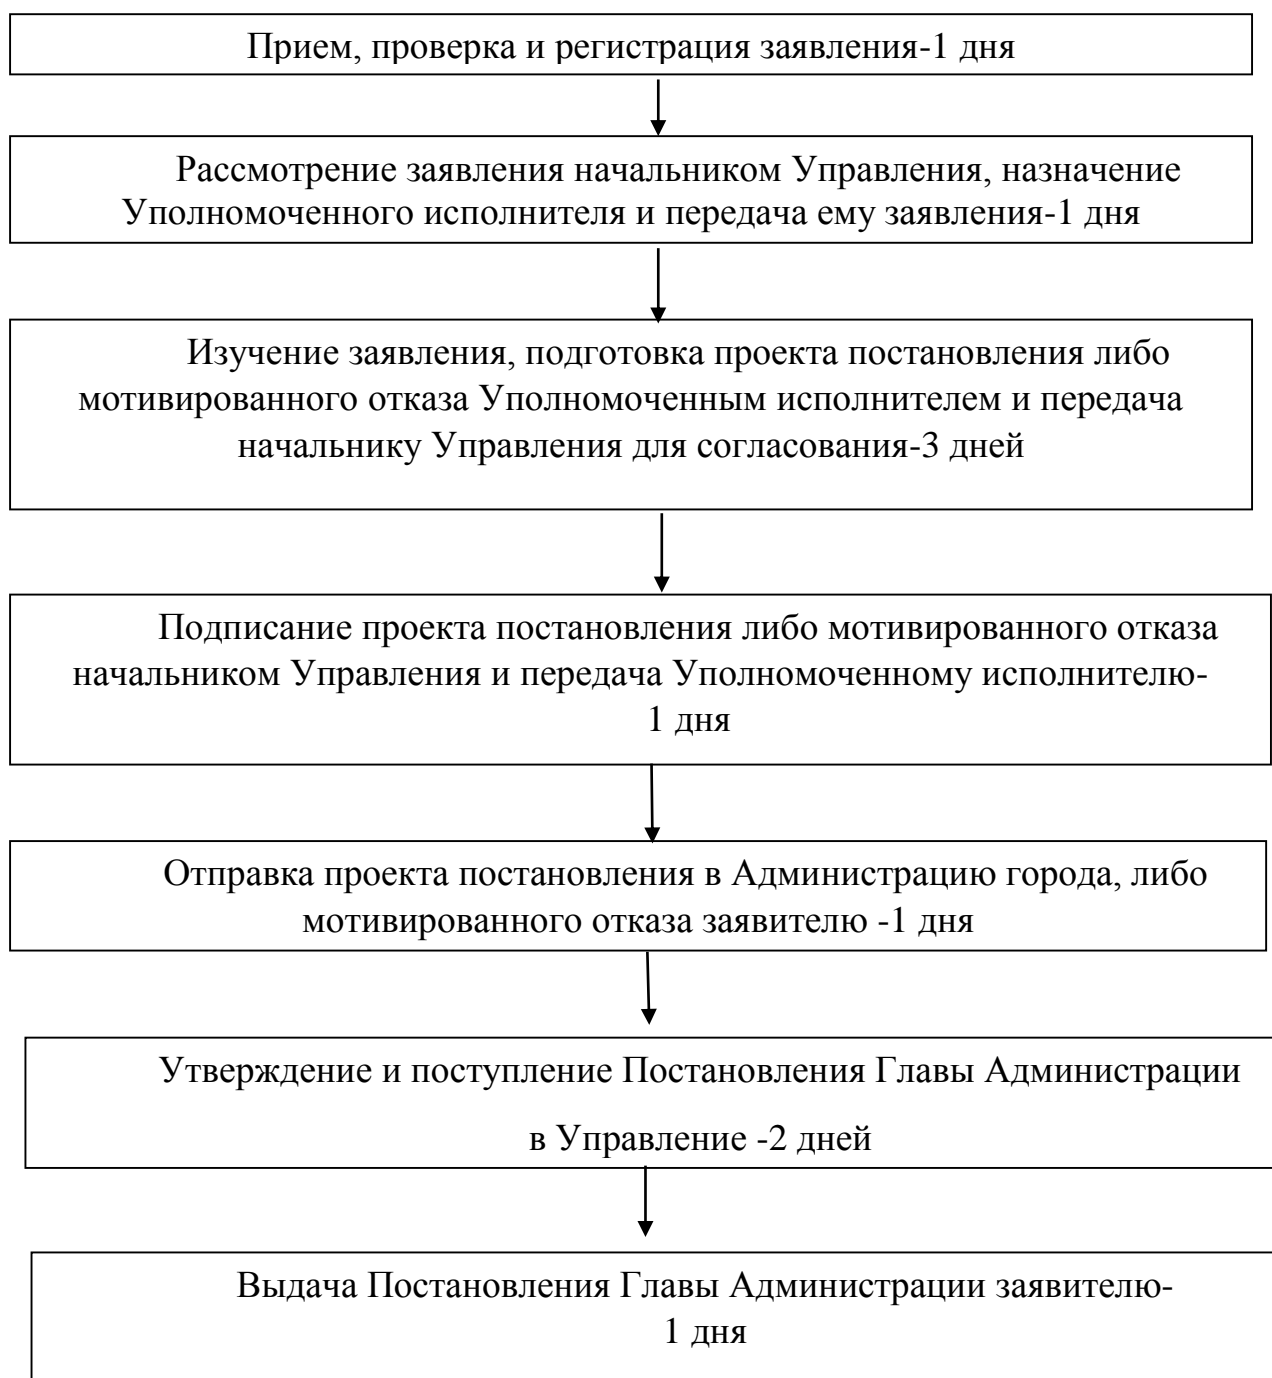 Прием, проверка и регистрация заявления-1 дня
Рассмотрение заявления начальником Управления, назначение
Уполномоченного исполнителя и передача ему заявления-1 дня
Изучение заявления, подготовка проекта постановления либо
мотивированного отказа Уполномоченным исполнителем и передача
начальнику Управления для согласования-3 дней
Подписание проекта постановления либо мотивированного отказа
начальником Управления и передача Уполномоченному исполнителю-
1 дня
Отправка проекта постановления в Администрацию города, либо
мотивированного отказа заявителю -1 дня
Утверждение и поступление Постановления Главы Администрации
в Управление -2 дней
Выдача Постановления Главы Администрации заявителю-
1 дня